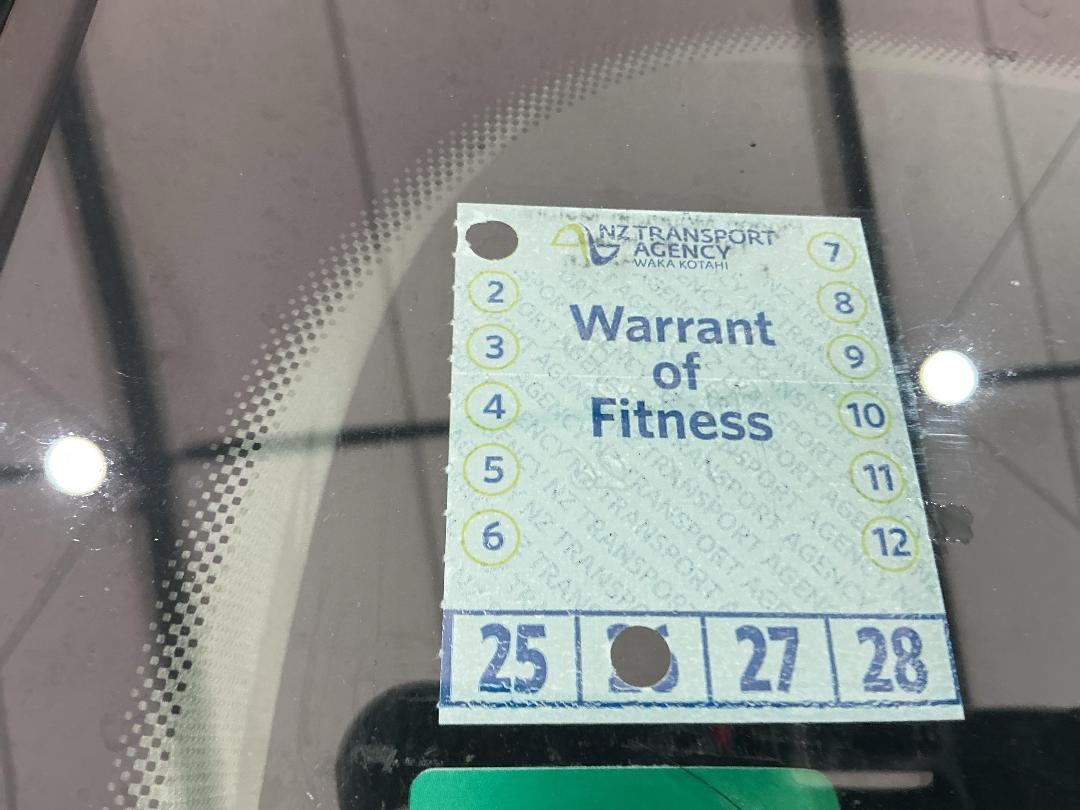 NZ TRANSPORT
AGENCY
WAKA KOTAHI
Warrant
of
Fitness
2
3
4
5
6
7
8
9
10
11
12
25 27 28